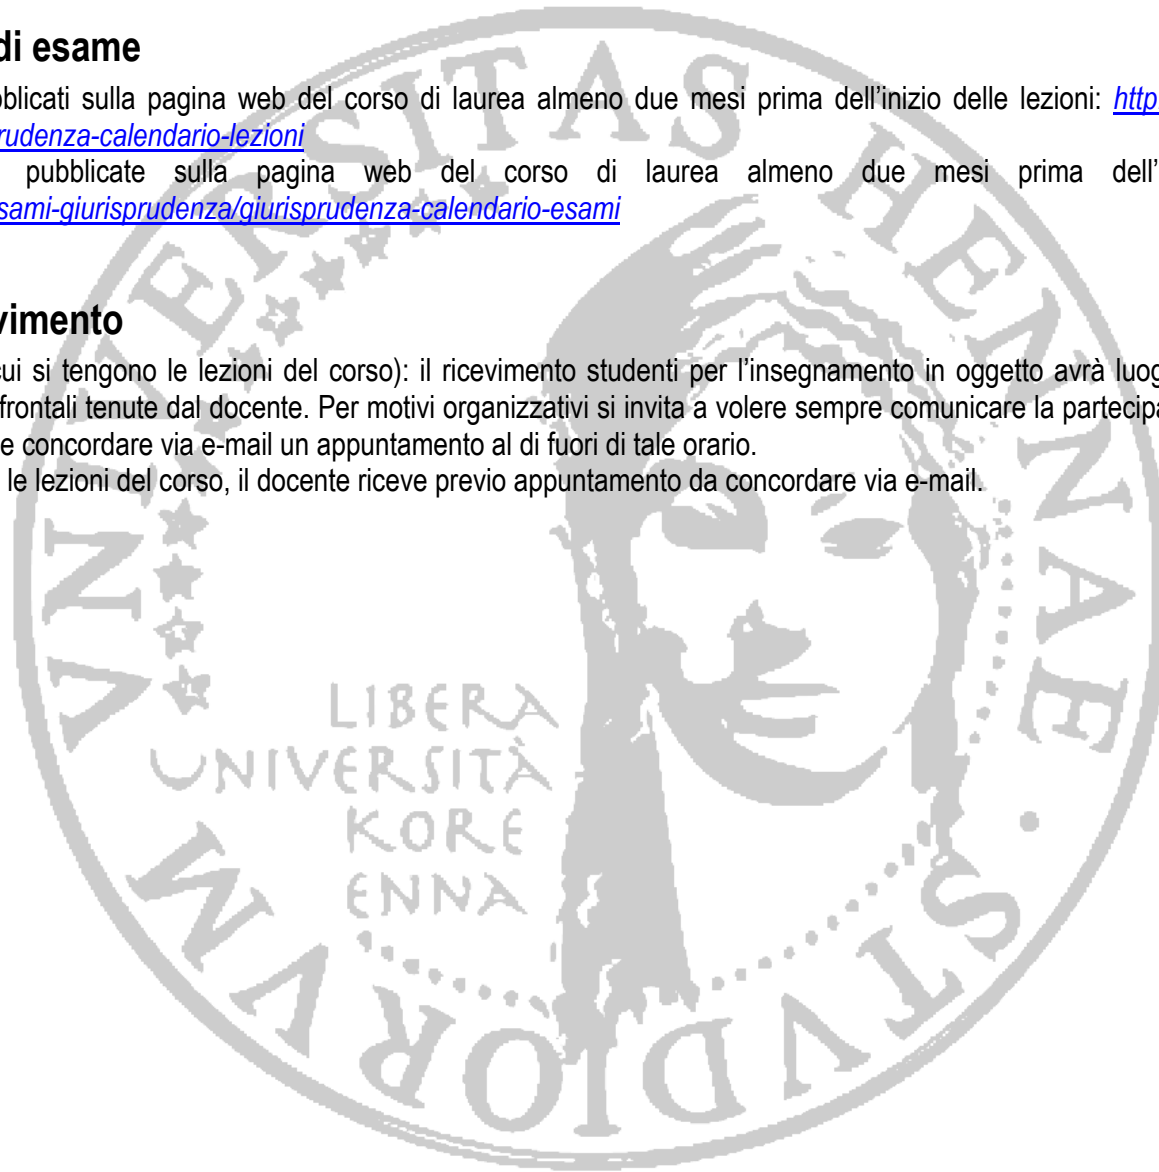 di esame
bblicati sulla pagina web del corso di laurea almeno due mesi prima dell'inizio delle lezioni: http
rudenza-calendario-lezioni
pubblicate sulla pagina web del corso di laurea almeno due mesi prima dell'
sami-giurisprudenza/giurisprudenza-calendario-esami
vimento
cui si tengono le lezioni del corso): il ricevimento studenti per l'insegnamento in oggetto avrà luog
frontali tenute dal docente. Per motivi organizzativi si invita a volere sempre comunicare la partecipa
e concordare via e-mail un appuntamento al di fuori di tale orario.
le lezioni del corso, il docente riceve previo appuntamento da concordare via e-mail.
VNIVERSITAS HENNAE · STVDIORVM
LIBERA
UNIVERSITÀ
KORE
ENNA